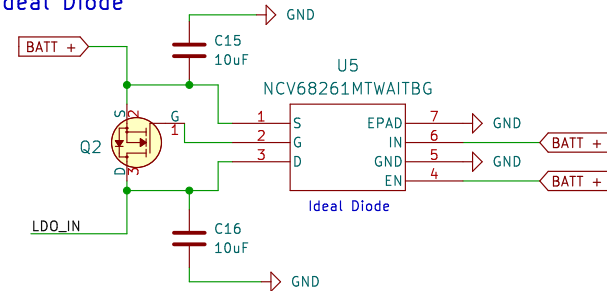 Ideal Diode
GND
BATT +
C15
10uF
U5
NCV68261MTWAITBG
S
2
G
1
Q2
D
3
1
S
2
G
3
D
EPAD
7
GND
IN
6
BATT +
GND
5
GND
EN
4
BATT +
Ideal Diode
LDO_IN
C16
10uF
GND